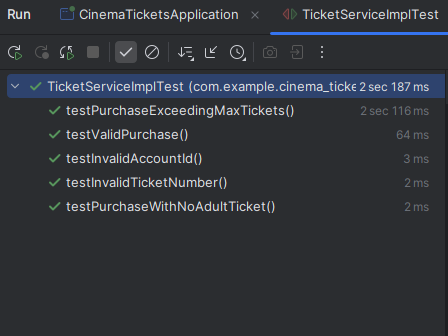 Run CinemaTicketsApplication TicketServiceImplTest
TicketServiceImplTest (com.example.cinema_ticke 2 sec 187 ms
testPurchaseExceedingMaxTickets() 2 sec 116 ms
testValidPurchase() 64 ms
testInvalidAccountId() 3 ms
testInvalidTicketNumber() 2 ms
testPurchaseWithNoAdultTicket() 2 ms